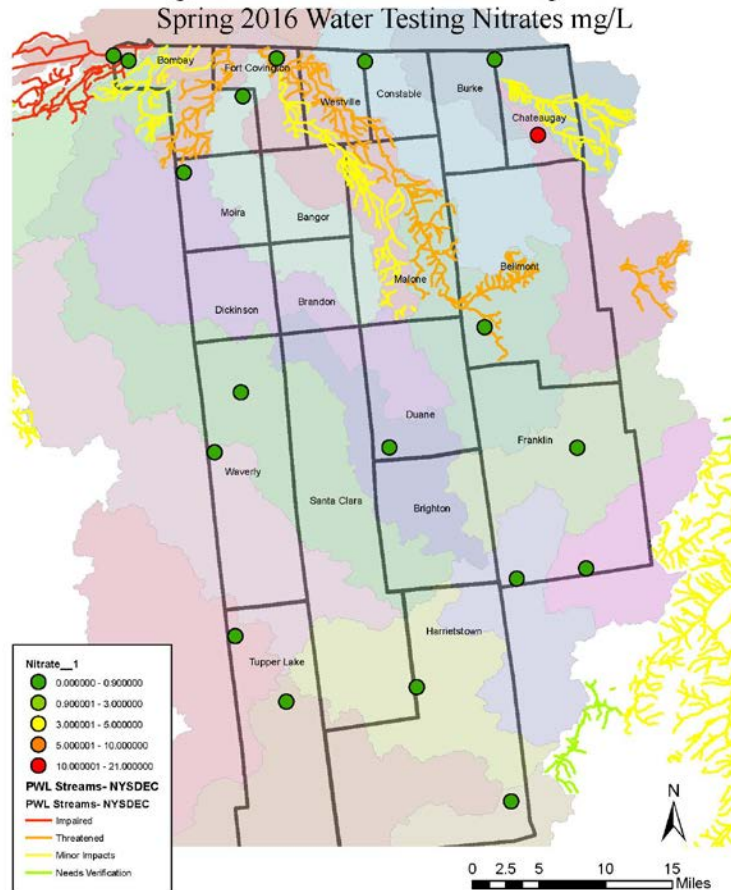 Spring 2016 Water Testing Nitrates mg/L
Bombay
Fort Covington
Westville
Constable
Burke
Chateaugay
Moira
Bangor
Malone
Bellmont
Dickinson
Brandon
Duane
Franklin
Waverly
Santa Clara
Brighton
Harrietstown
Tupper Lake
Nitrate__1
0.000000 - 0.900000
0.900001 - 3.000000
3.000001 - 5.000000
5.000001 - 10.000000
10.000001 - 21.000000
PWL Streams- NYSDEC
PWL Streams- NYSDEC
Impaired
Threatened
Minor Impacts
Needs Verification
N
0 2.5 5 10 15
Miles